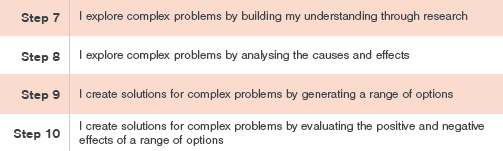 Step 7 I explore complex problems by building my understanding through research
Step 8 I explore complex problems by analysing the causes and effects
Step 9 I create solutions for complex problems by generating a range of options
Step 10 I create solutions for complex problems by evaluating the positive and negative
effects of a range of options